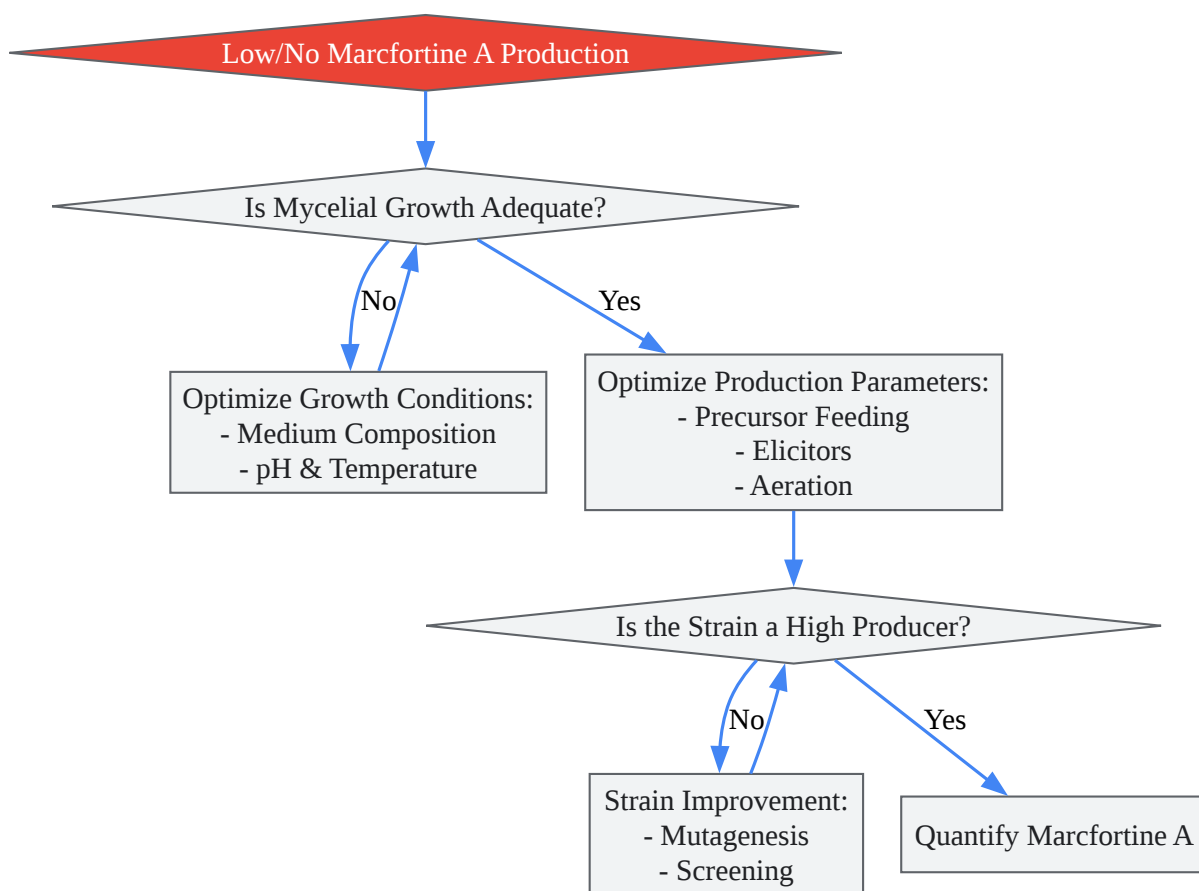 Low/No Marcfortine A Production
Is Mycelial Growth Adequate?
No
Yes
Optimize Growth Conditions:
- Medium Composition
- pH & Temperature
Optimize Production Parameters:
- Precursor Feeding
- Elicitors
- Aeration
Is the Strain a High Producer?
No
Yes
Strain Improvement:
- Mutagenesis
- Screening
Quantify Marcfortine A